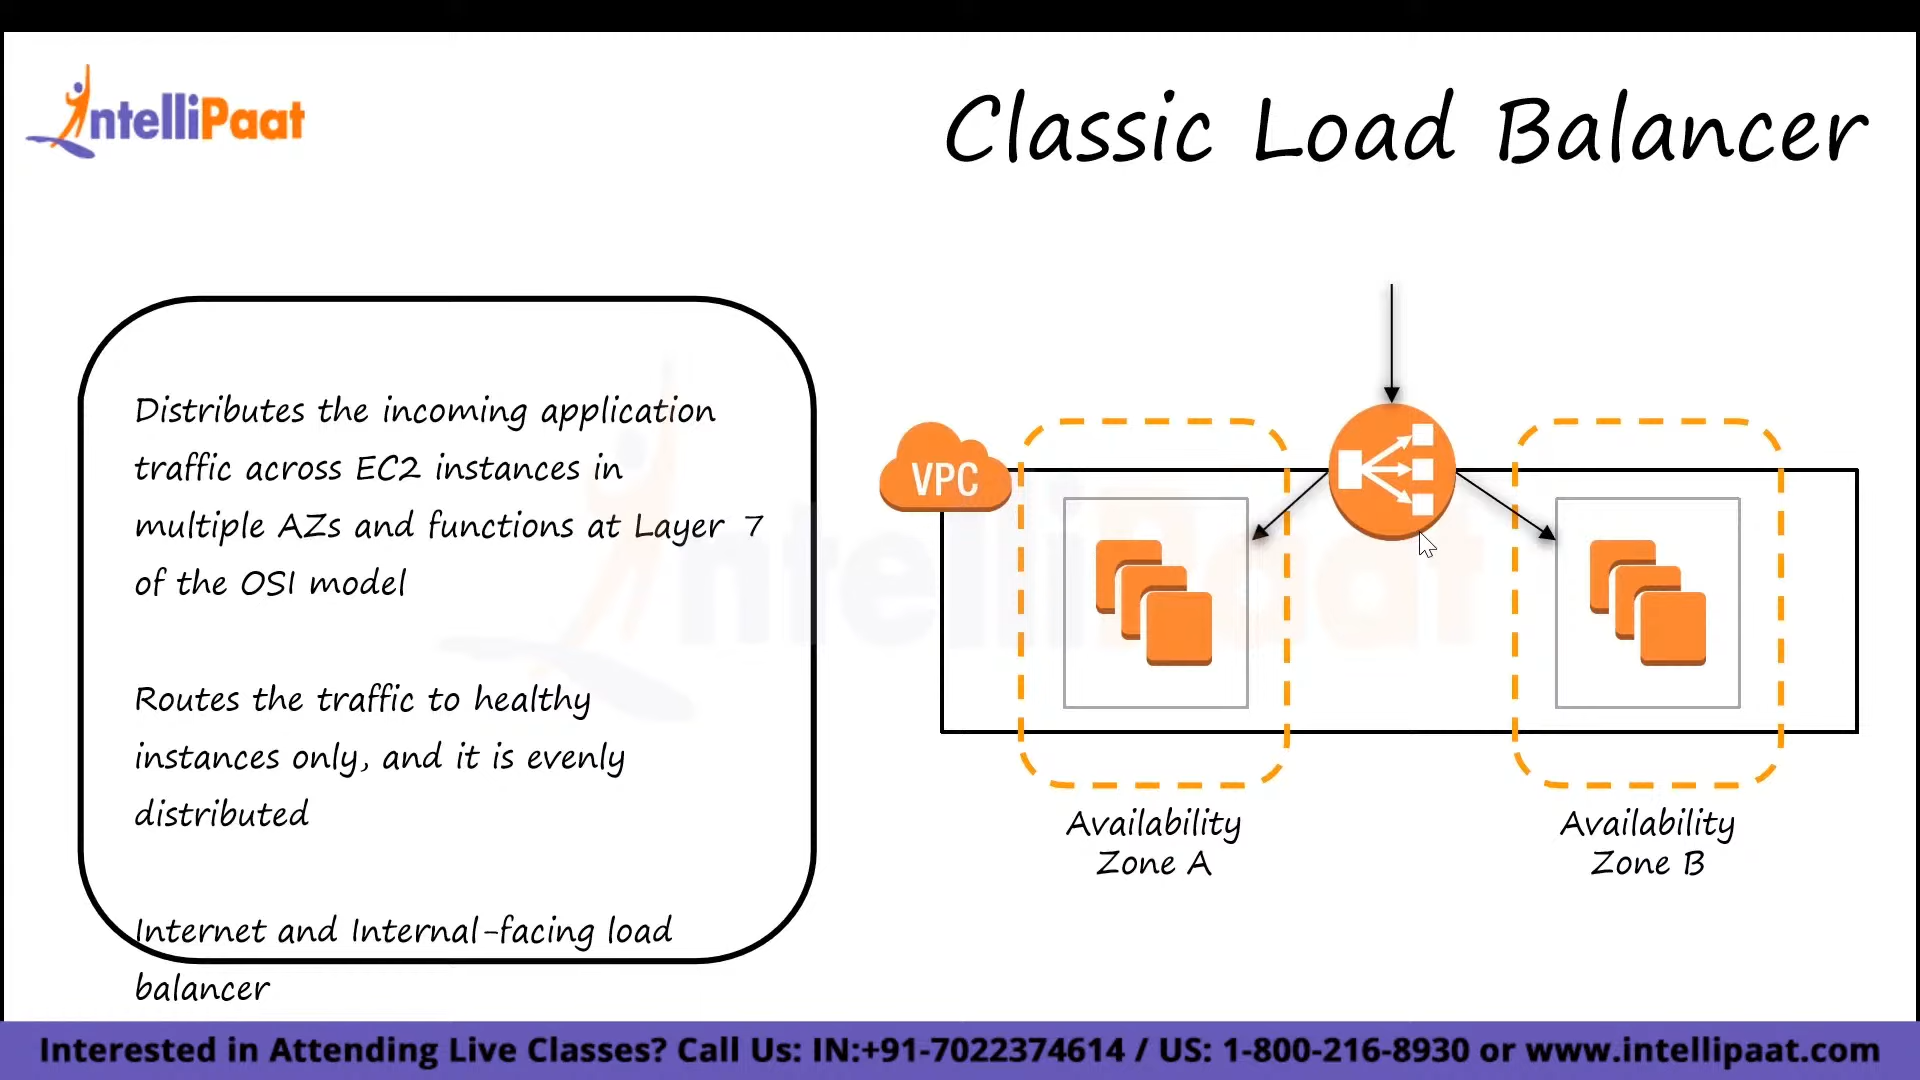 IntelliPaat
Classic Load Balancer
Distributes the incoming application
traffic across EC2 instances in
multiple AZs and functions at Layer 7
of the OSI model
Routes the traffic to healthy
instances only, and it is evenly
distributed
Internet and Internal-facing load
balancer
VPC
Availability
Zone A
Availability
Zone B
IntelliPaat
Interested in Attending Live Classes? Call Us: IN:+91-7022374614 / US: 1-800-216-8930 or www.intellipaat.com